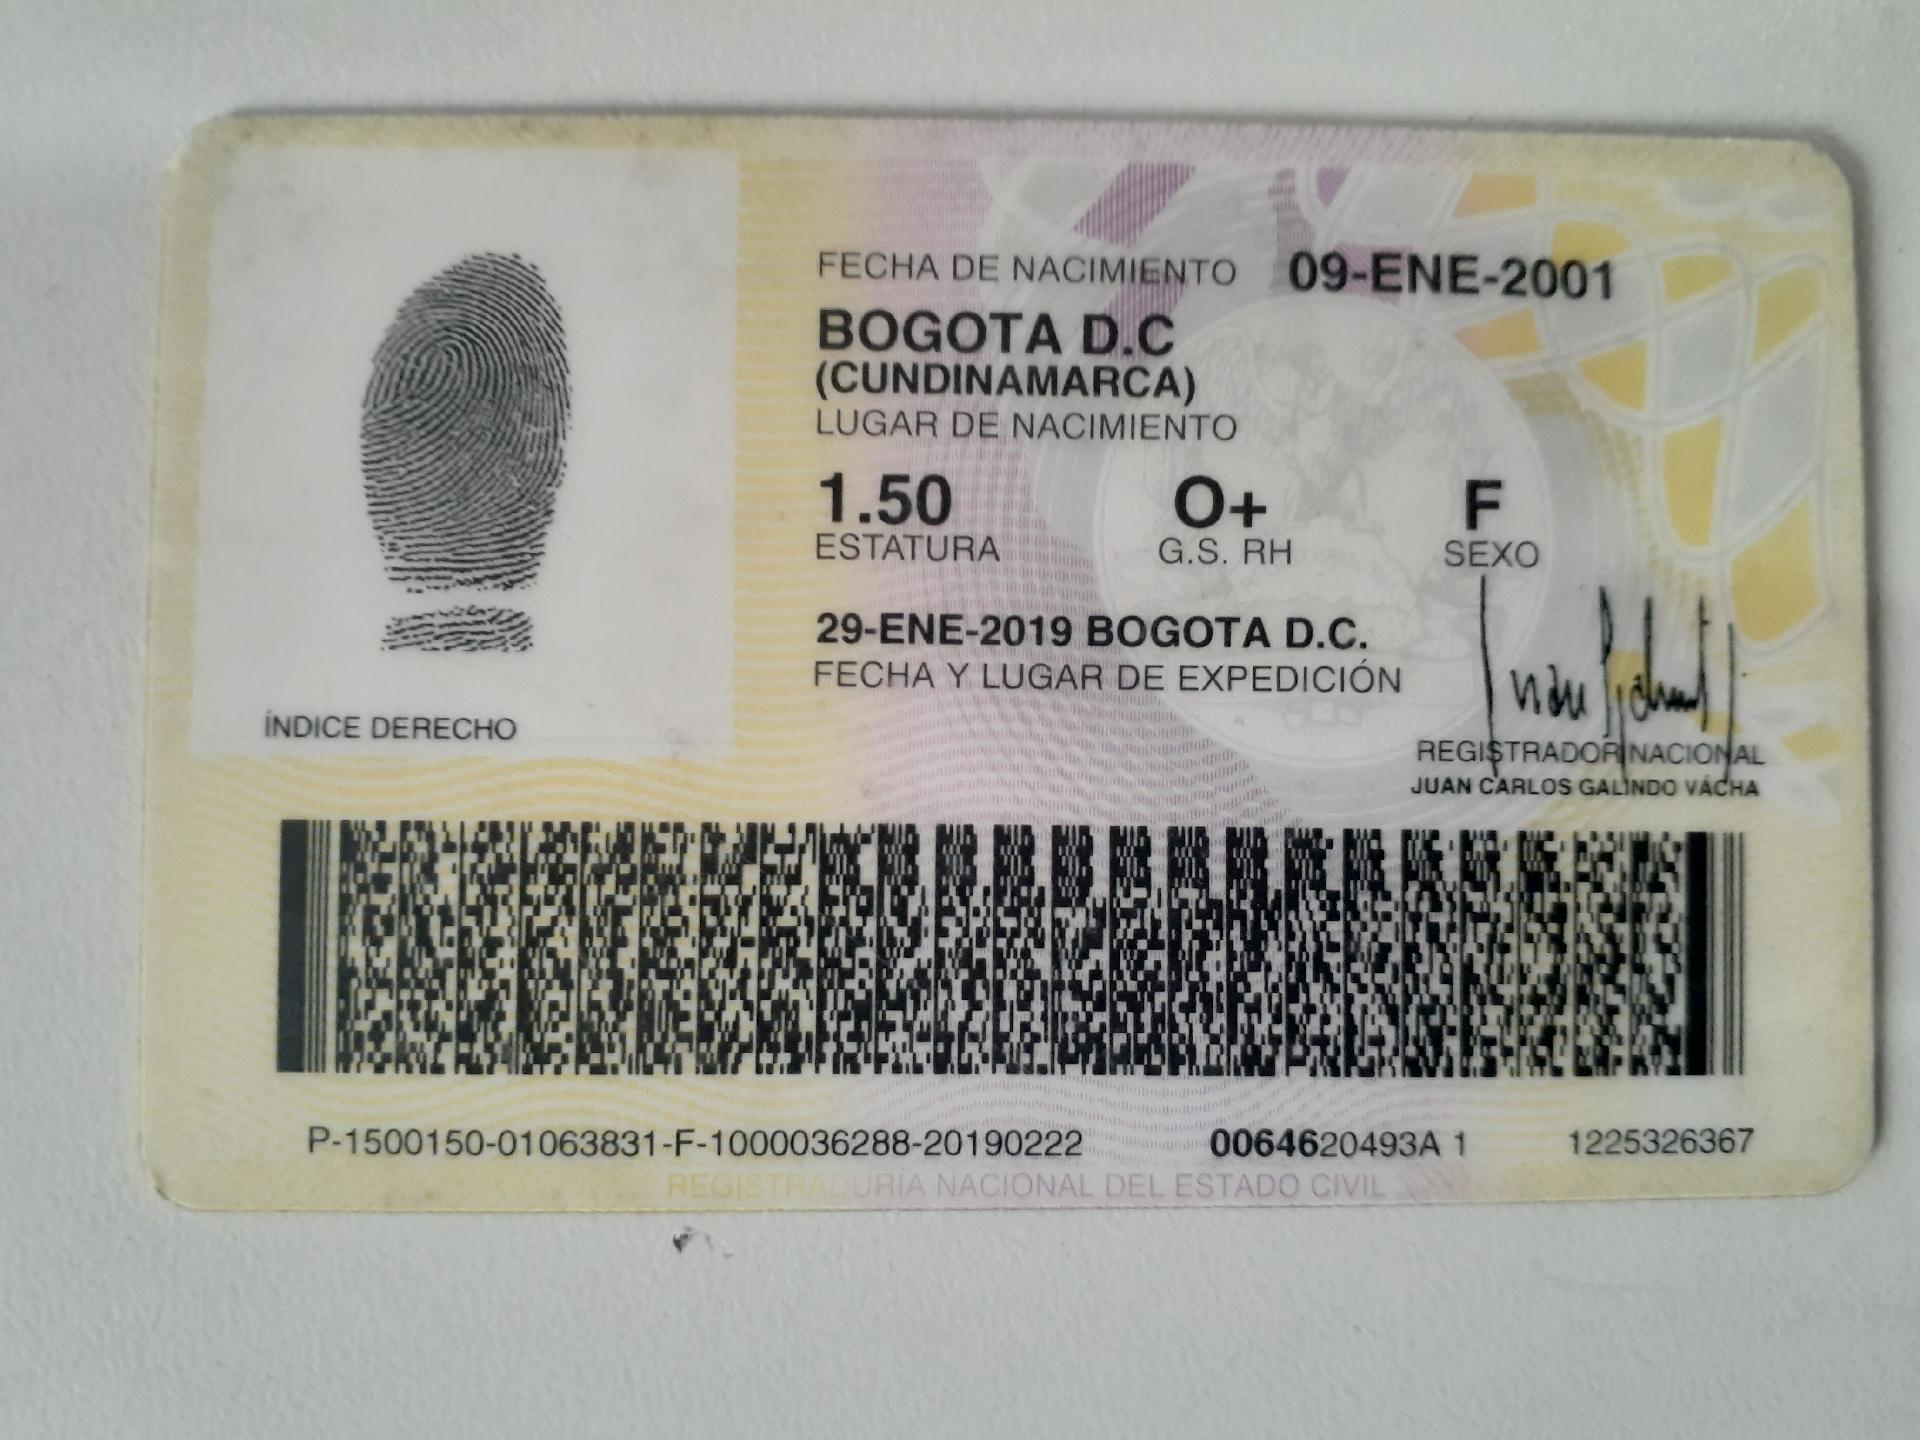 FECHA DE NACIMIENTO 09-ENE-2001
BOGOTA D.C
(CUNDINAMARCA)
LUGAR DE NACIMIENTO
1.50 O+ F
ESTATURA G.S. RH SEXO
29-ENE-2019 BOGOTA D.C.
FECHA Y LUGAR DE EXPEDICIÓN
ÍNDICE DERECHO
REGISTRADOR NACIONAL
JUAN CARLOS GALINDO VÁCHA
P-1500150-01063831-F-1000036288-20190222 0064620493A 1 1225326367
REGISTRADURIA NACIONAL DEL ESTADO CIVIL